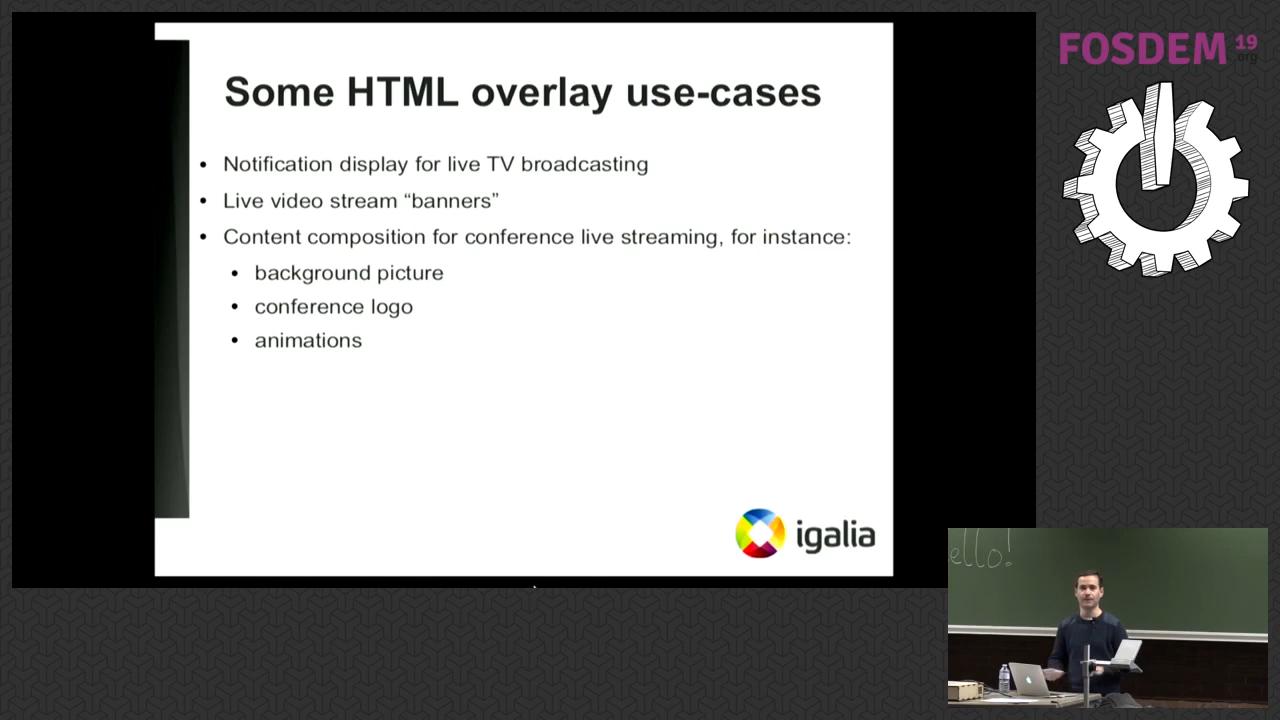 FOSDEM 19
.org
Some HTML overlay use-cases
• Notification display for live TV broadcasting
• Live video stream “banners”
• Content composition for conference live streaming, for instance:
• background picture
• conference logo
• animations
igalia
ello!